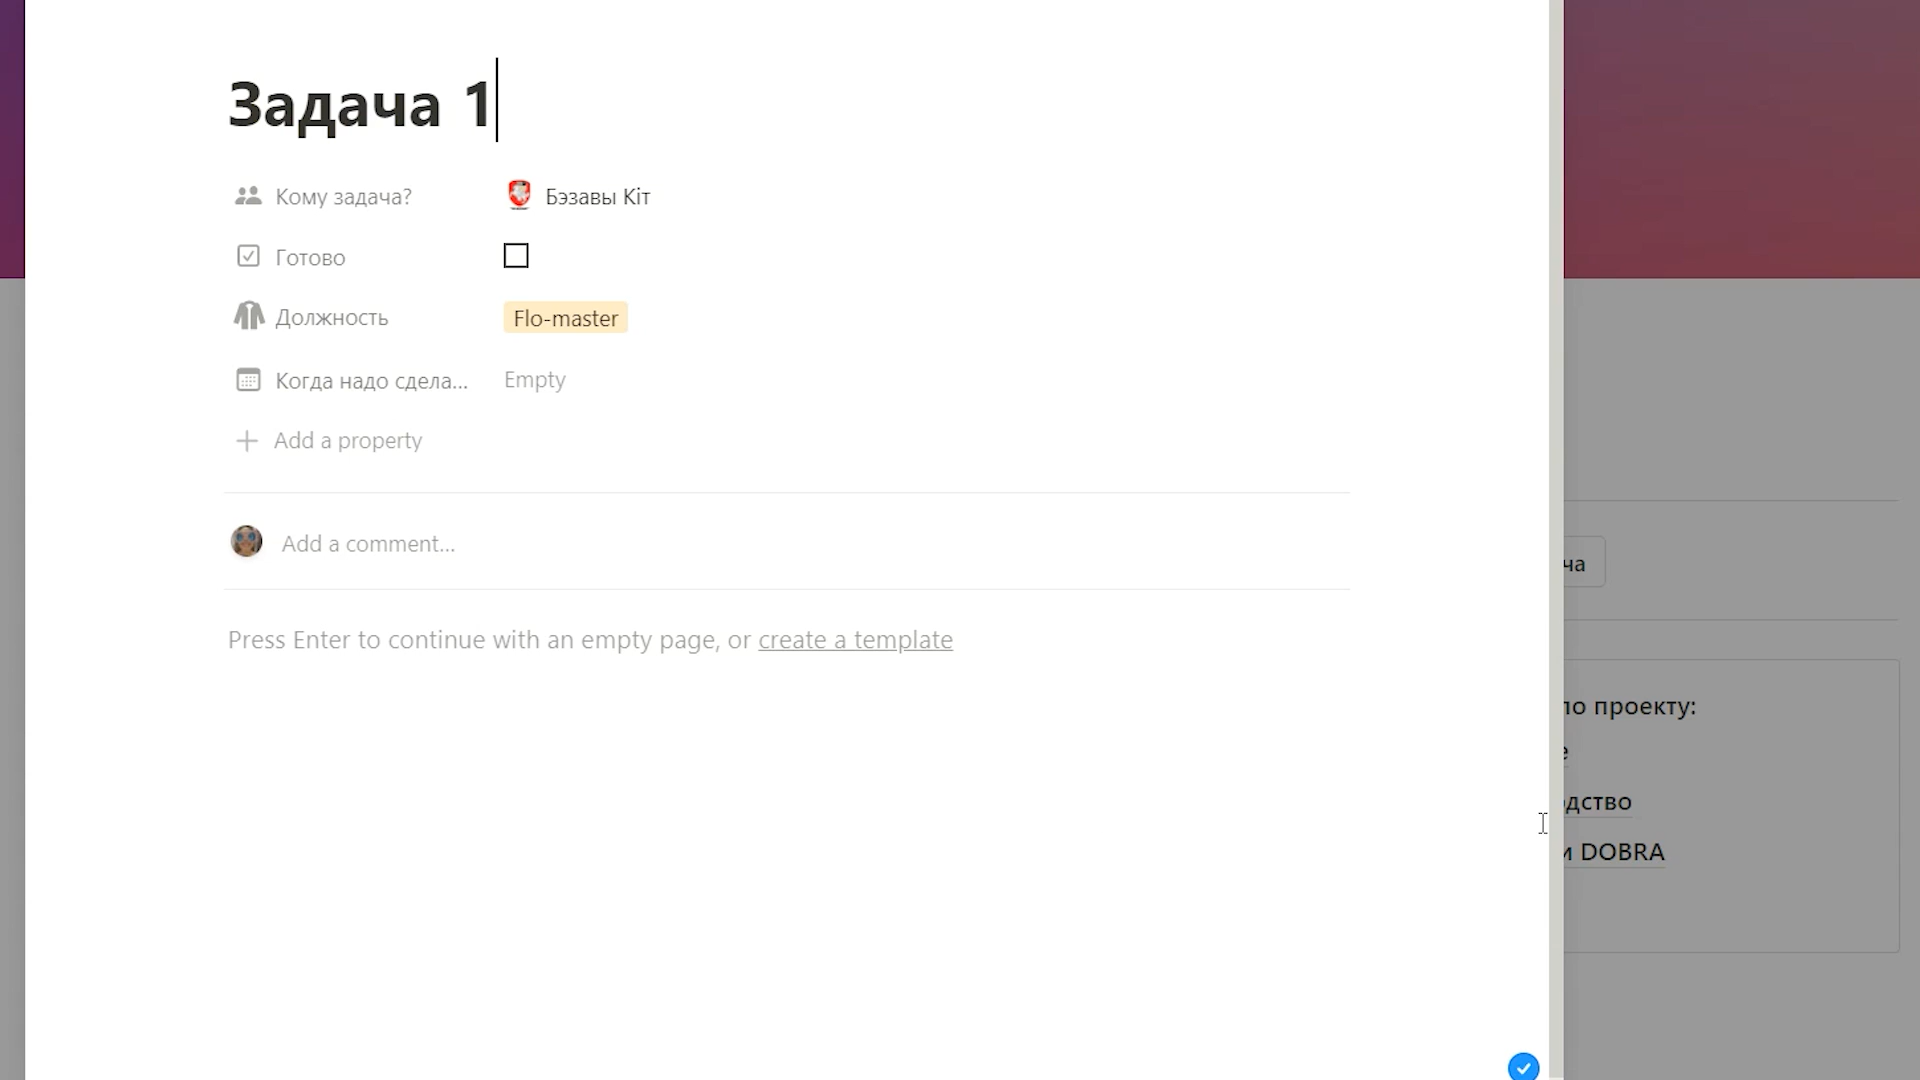 Задача 1
Кому задача? Бэзавы Кіт
Готово
Должность Flo-master
Когда надо сдела... Empty
Add a property
Add a comment...
Press Enter to continue with an empty page, or create a template
ча
по проекту:
е
дство
и DOBRA